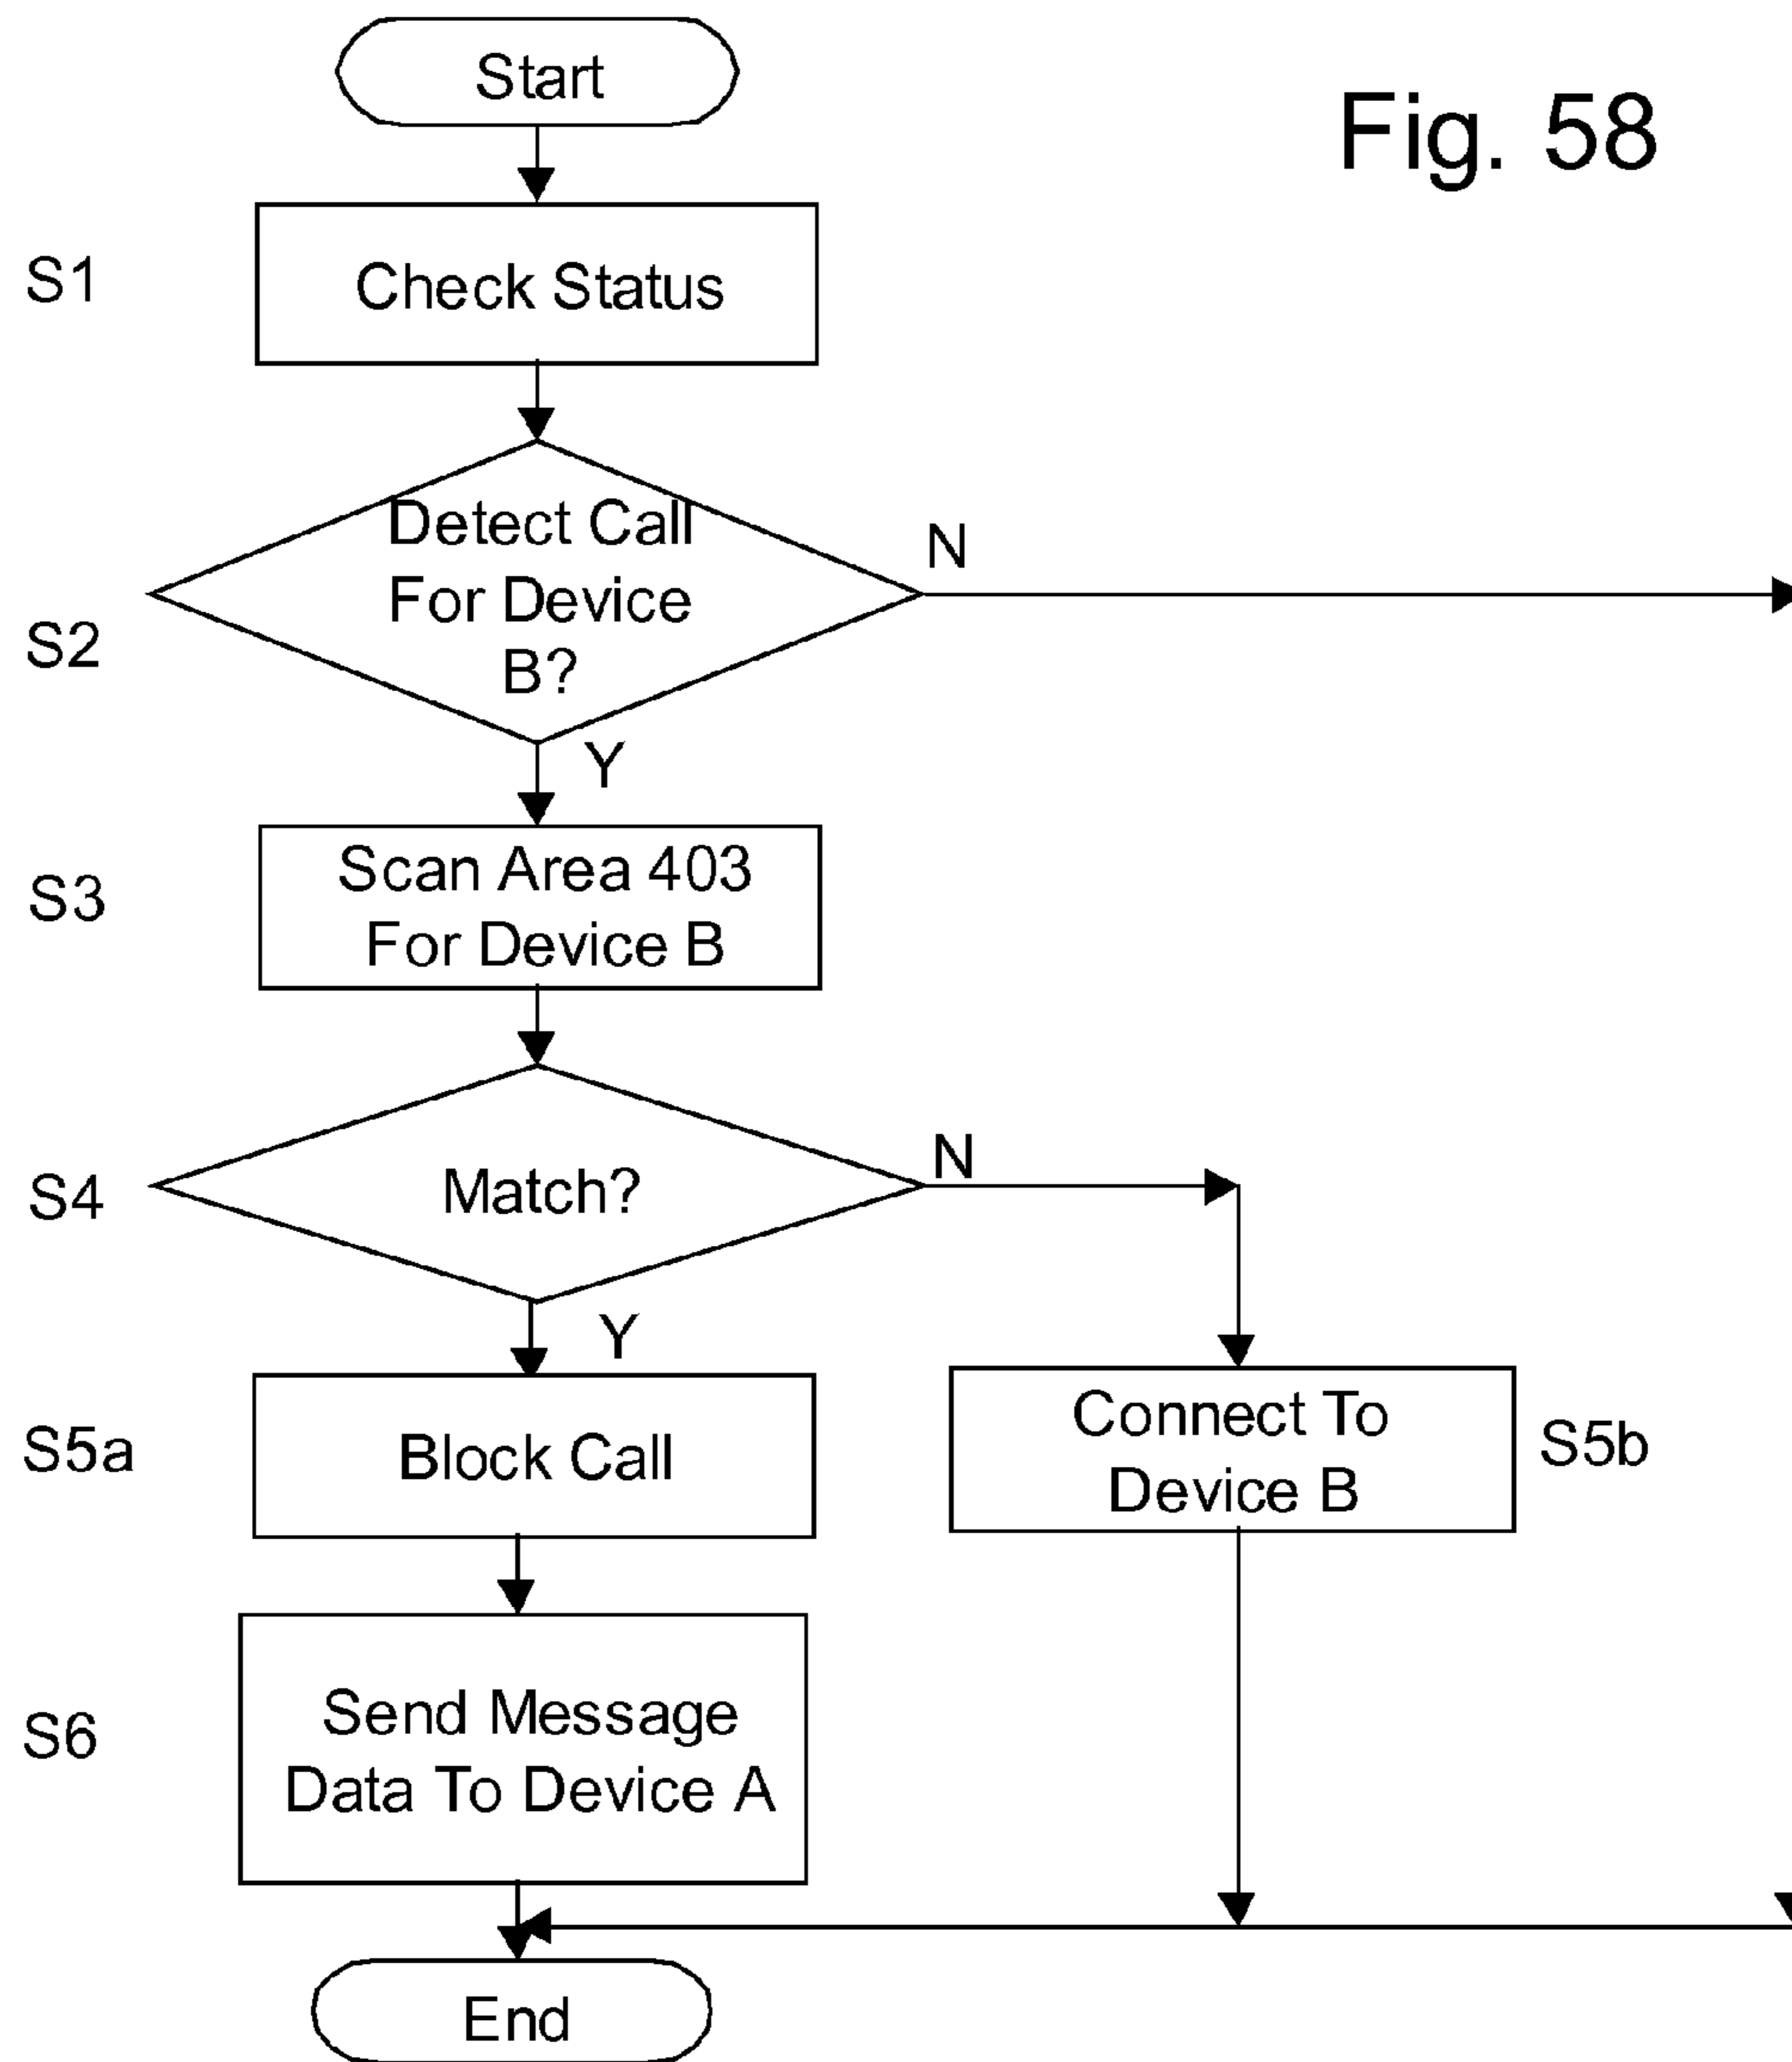 Start
Fig. 58
S1
Check Status
Detect Call
For Device
B?
N
S2
Y
S3
Scan Area 403
For Device B
S4
Match?
N
Y
S5a
Block Call
Connect To
Device B
S5b
S6
Send Message
Data To Device A
End